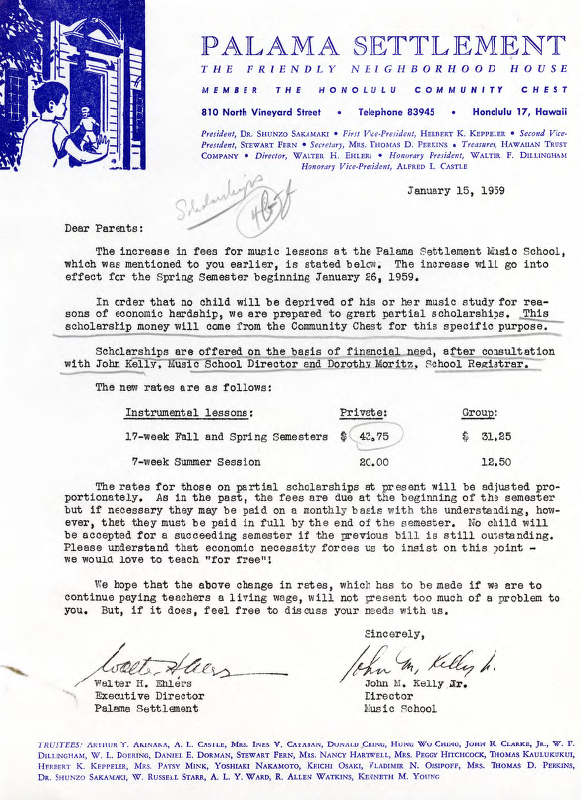 PALAMA SETTLEMENT
THE FRIENDLY NEIGHBORHOOD HOUSE
MEMBER THE HONOLULU COMMUNITY CHEST
810 North Vineyard Street • Telephone 83945 • Honolulu 17, Hawaii
President, DR. SHUNZO SAKAMAKI • First Vice-President, HERBERT K. KEPPELER • Second Vice-
President, STEWART FERN • Secretary, MRS. THOMAS D. PERKINS • Treasurer, HAWAIIAN TRUST
COMPANY • Director, WALTER H. EHLERS • Honorary President, WALTER F. DILLINGHAM
Honorary Vice-President, ALFRED L. CASTLE
January 15, 1959
Scholarships
Dear Parents:
The increase in fees for music lessons at the Palama Settlement Music School,
which was mentioned to you earlier, is stated below. The increase will go into
effect for the Spring Semester beginning January 26, 1959.
In order that no child will be deprived of his or her music study for rea-
sons of economic hardship, we are prepared to grant partial scholarships. This
scholarship money will come from the Community Chest for this specific purpose.
Scholarships are offered on the basis of financial need, after consultation
with John Kelly, Music School Director and Dorothy Moritz, School Registrar.
The new rates are as follows:
Instrumental lessons: Private: Group:
17-week Fall and Spring Semesters $ 43.75 $ 31.25
7-week Summer Session 20.00 12.50
The rates for those on partial scholarships at present will be adjusted pro-
portionately. As in the past, the fees are due at the beginning of the semester
but if necessary they may be paid on a monthly basis with the understanding, how-
ever, that they must be paid in full by the end of the semester. No child will
be accepted for a succeeding semester if the previous bill is still outstanding.
Please understand that economic necessity forces us to insist on this point -
we would love to teach "for free"!
We hope that the above change in rates, which has to be made if we are to
continue paying teachers a living wage, will not present too much of a problem to
you. But, if it does, feel free to discuss your needs with us.
Sincerely,
Walter H. Ehlers John M. Kelly Jr.
Walter H. Ehlers John M. Kelly Jr.
Executive Director Director
Palama Settlement Music School
TRUSTEES: ARTHUR Y. AKINAKA, A. L. CASTLE, MRS. INES V. CAYABAN, DONALD CHING, HUNG WO CHING, JOHN H. CLARKE, JR., W. F.
DILLINGHAM, W. L. DOERING, DANIEL E. DORMAN, STEWART FERN, MRS. NANCY HARTWELL, MRS. PEGGY HITCHCOCK, THOMAS KAULUKUKUI,
HERBERT K. KEPPELER, MRS. PATSY MINK, YOSHIAKI NAKAMOTO, KEICHI OSAKI, VLADIMIR N. OSSIPOFF, MRS. THOMAS D. PERKINS,
DR. SHUNZO SAKAMAKI, W. RUSSELL STARR, A. L. Y. WARD, R. ALLEN WATKINS, KENNETH M. YOUNG